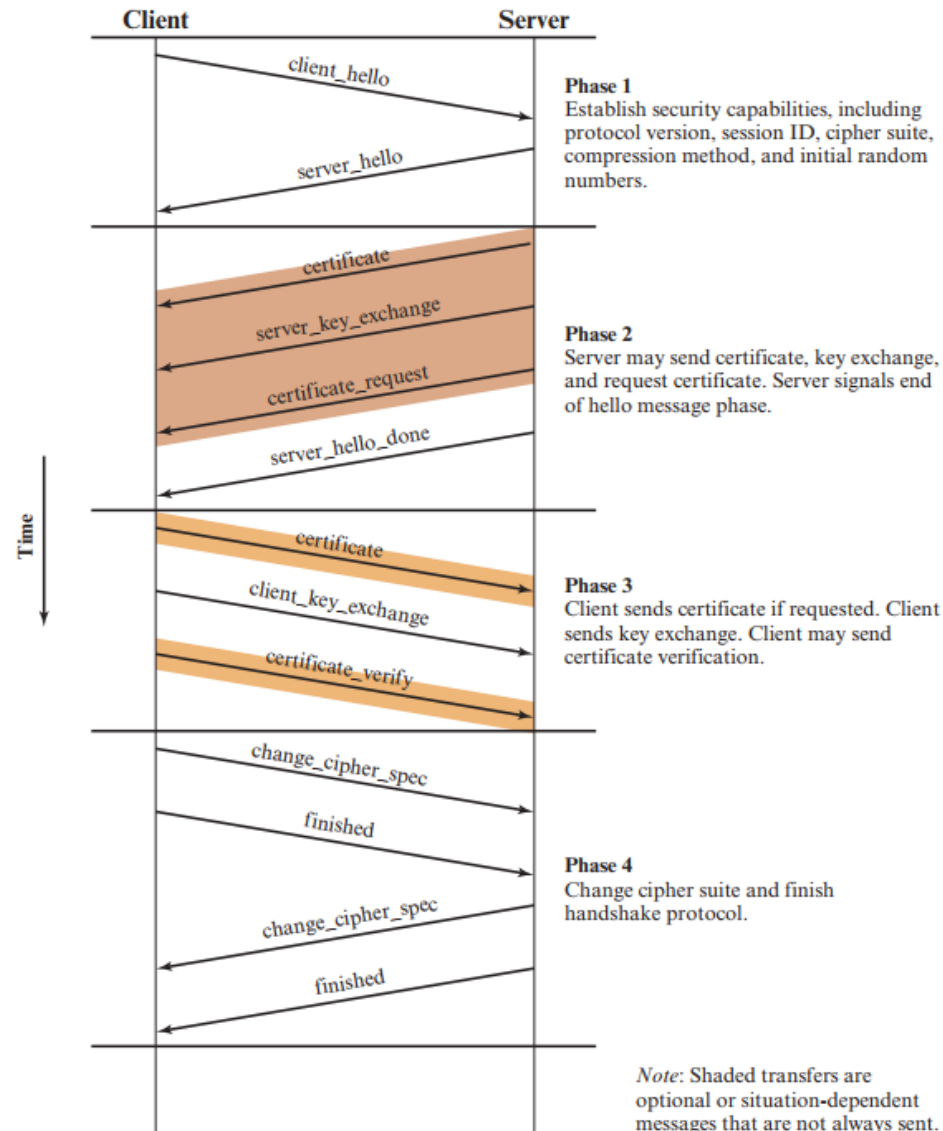 Client
Server
client_hello
server_hello
Phase 1
Establish security capabilities, including
protocol version, session ID, cipher suite,
compression method, and initial random
numbers.
certificate
server_key_exchange
certificate_request
server_hello_done
Phase 2
Server may send certificate, key exchange,
and request certificate. Server signals end
of hello message phase.
Time
certificate
client_key_exchange
certificate_verify
Phase 3
Client sends certificate if requested. Client
sends key exchange. Client may send
certificate verification.
change_cipher_spec
finished
change_cipher_spec
finished
Phase 4
Change cipher suite and finish
handshake protocol.
Note: Shaded transfers are
optional or situation-dependent
messages that are not always sent.